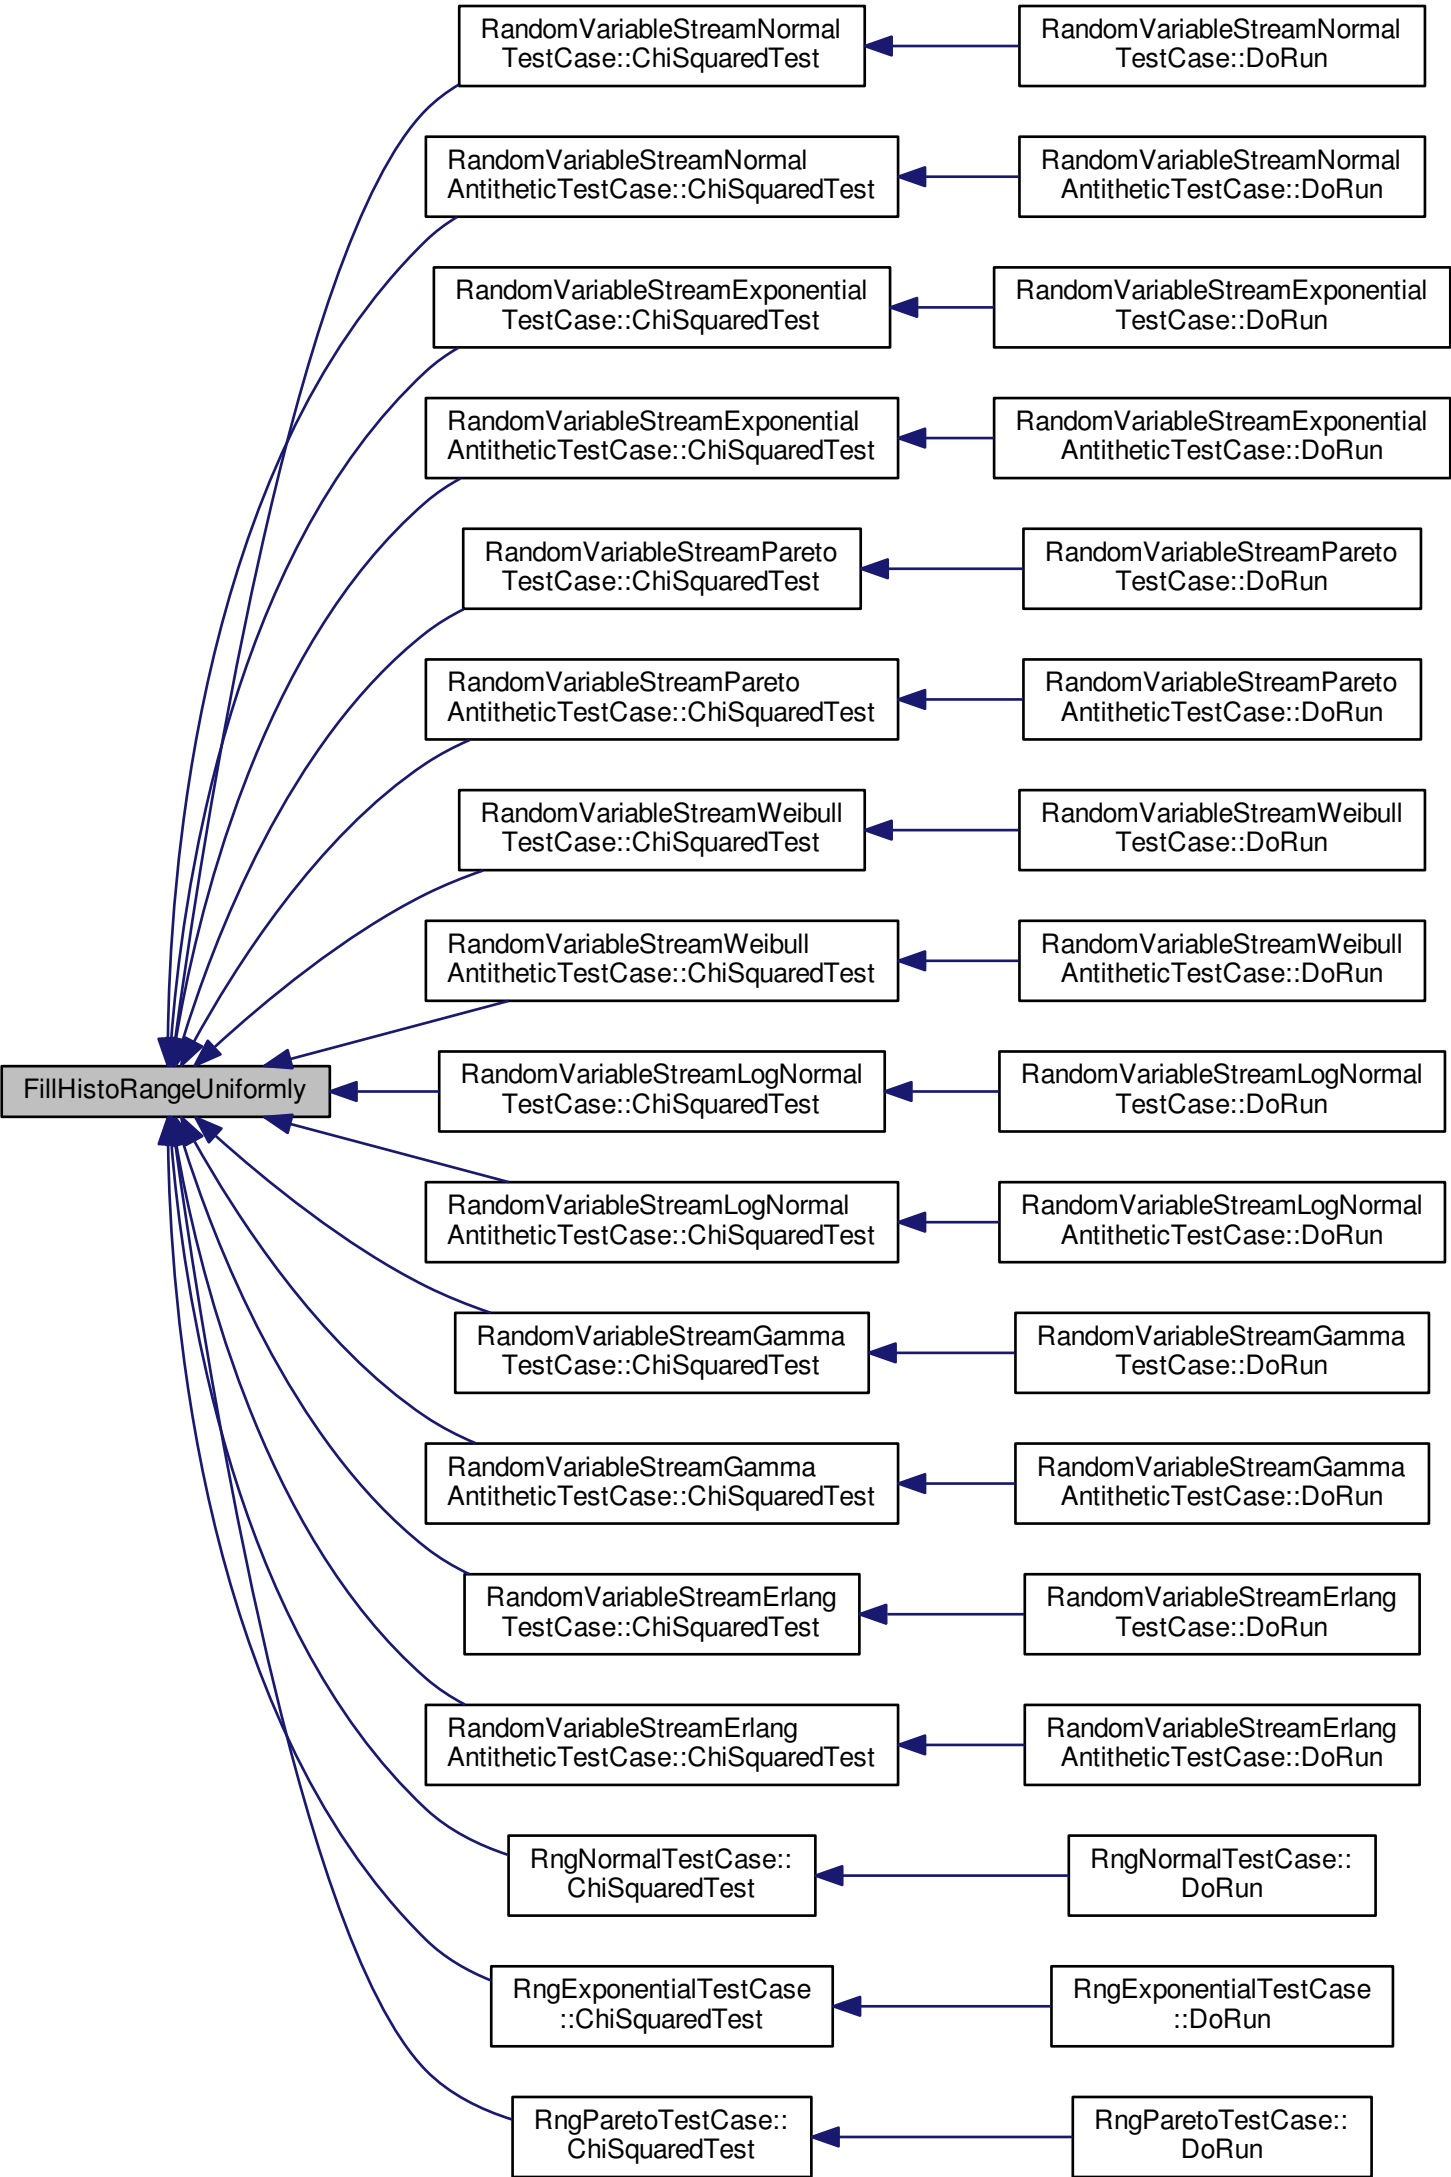 RandomVariableStreamNormal
TestCase::ChiSquaredTest
RandomVariableStreamNormal
TestCase::DoRun
RandomVariableStreamNormal
AntitheticTestCase::ChiSquaredTest
RandomVariableStreamNormal
AntitheticTestCase::DoRun
RandomVariableStreamExponential
TestCase::ChiSquaredTest
RandomVariableStreamExponential
TestCase::DoRun
RandomVariableStreamExponential
AntitheticTestCase::ChiSquaredTest
RandomVariableStreamExponential
AntitheticTestCase::DoRun
RandomVariableStreamPareto
TestCase::ChiSquaredTest
RandomVariableStreamPareto
TestCase::DoRun
RandomVariableStreamPareto
AntitheticTestCase::ChiSquaredTest
RandomVariableStreamPareto
AntitheticTestCase::DoRun
RandomVariableStreamWeibull
TestCase::ChiSquaredTest
RandomVariableStreamWeibull
TestCase::DoRun
RandomVariableStreamWeibull
AntitheticTestCase::ChiSquaredTest
RandomVariableStreamWeibull
AntitheticTestCase::DoRun
FillHistoRangeUniformly
RandomVariableStreamLogNormal
TestCase::ChiSquaredTest
RandomVariableStreamLogNormal
TestCase::DoRun
RandomVariableStreamLogNormal
AntitheticTestCase::ChiSquaredTest
RandomVariableStreamLogNormal
AntitheticTestCase::DoRun
RandomVariableStreamGamma
TestCase::ChiSquaredTest
RandomVariableStreamGamma
TestCase::DoRun
RandomVariableStreamGamma
AntitheticTestCase::ChiSquaredTest
RandomVariableStreamGamma
AntitheticTestCase::DoRun
RandomVariableStreamErlang
TestCase::ChiSquaredTest
RandomVariableStreamErlang
TestCase::DoRun
RandomVariableStreamErlang
AntitheticTestCase::ChiSquaredTest
RandomVariableStreamErlang
AntitheticTestCase::DoRun
RngNormalTestCase::
ChiSquaredTest
RngNormalTestCase::
DoRun
RngExponentialTestCase
::ChiSquaredTest
RngExponentialTestCase
::DoRun
RngParetoTestCase::
ChiSquaredTest
RngParetoTestCase::
DoRun